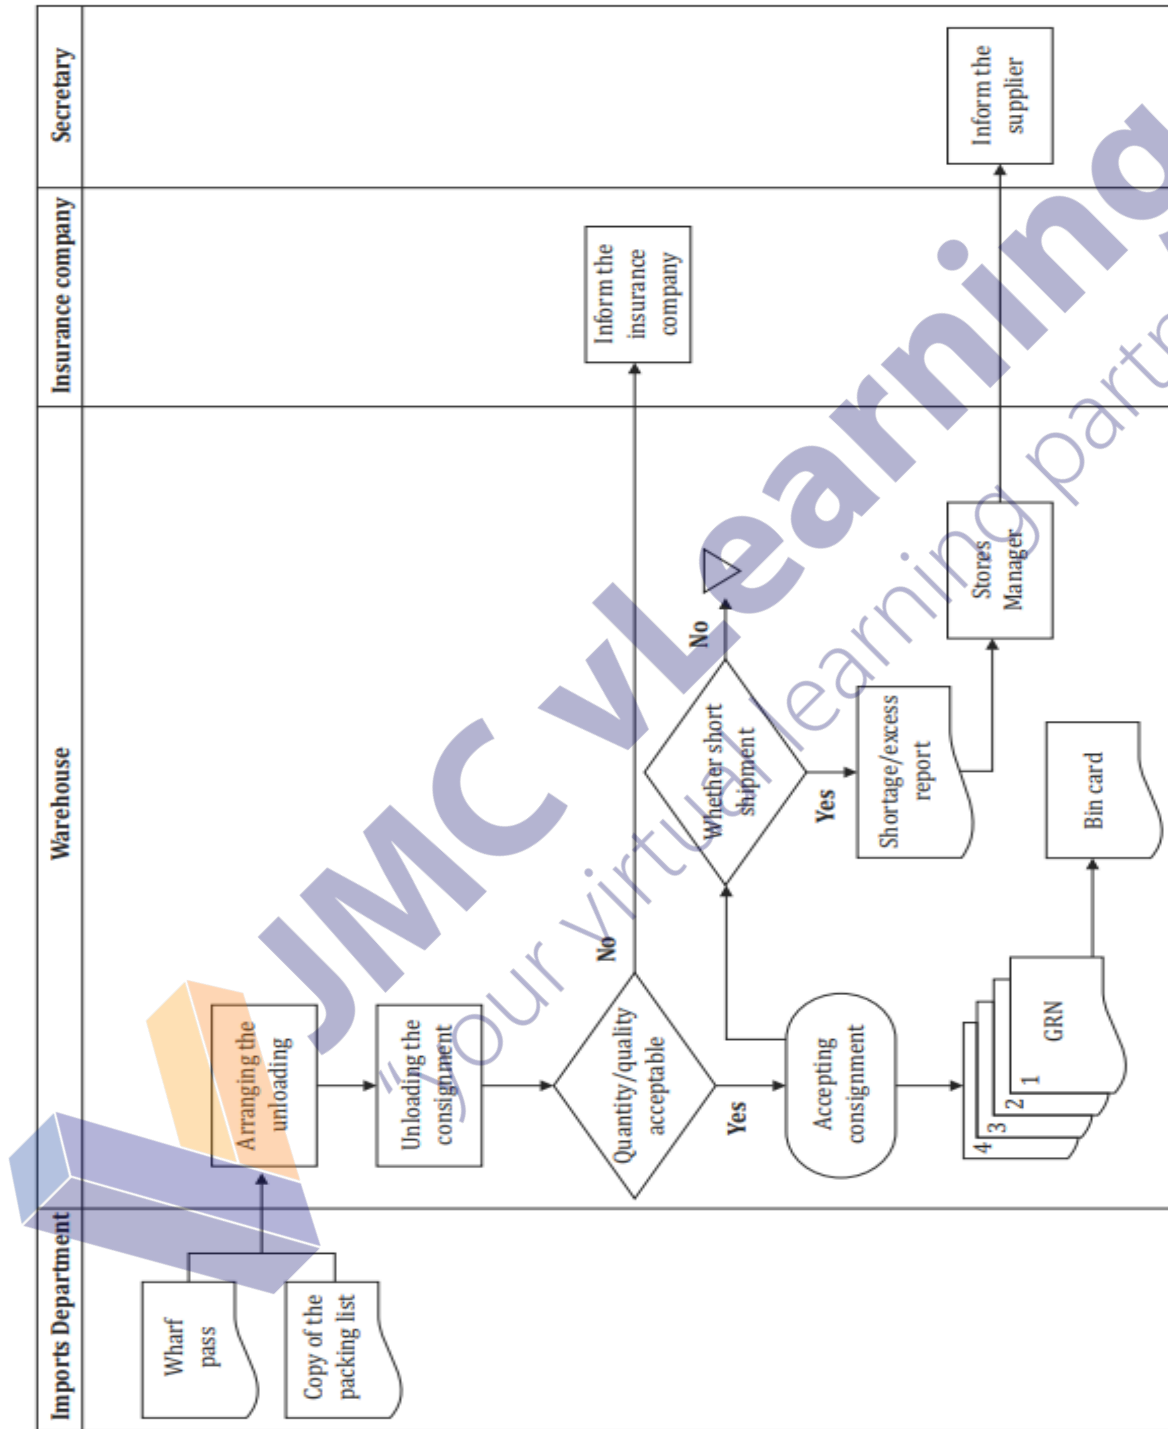 Imports Department
Warehouse
Insurance company
Secretary
Wharf
pass
Copy of the
packing list
Arranging the
unloading
Unloading the
consignment
Quantity/quality
acceptable
No
Inform the
insurance
company
Yes
Accepting
consignment
Whether short
shipment
No
Yes
Shortage/excess
report
Stores
Manager
Inform the
supplier
4
3
2
1
GRN
Bin card
JMC vLearning
"your virtual learning